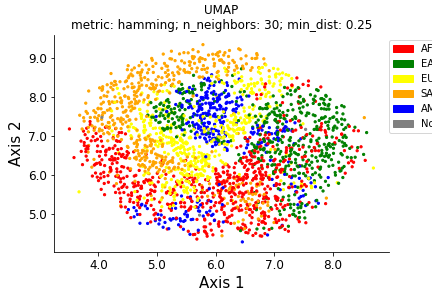 UMAP
metric: hamming; n_neighbors: 30; min_dist: 0.25
9.0
8.0
7.0
6.0
5.0
4.0 5.0 6.0 7.0 8.0
Axis 2
Axis 1
AF
EA
EU
SA
AM
No